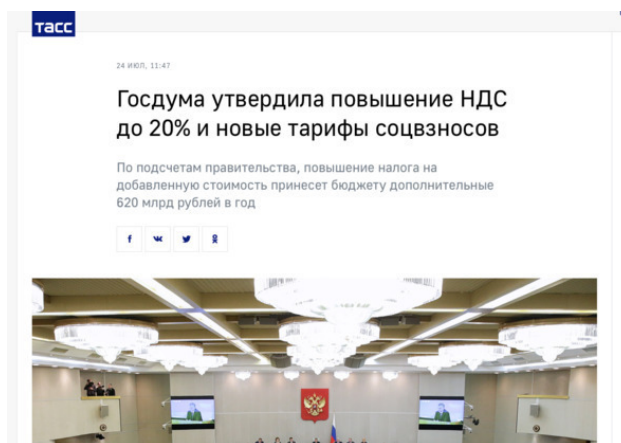 тасс
24 ИЮЛ, 11:47
Госдума утвердила повышение НДС
до 20% и новые тарифы соцвзносов
По подсчетам правительства, повышение налога на
добавленную стоимость принесет бюджету дополнительные
620 млрд рублей в год